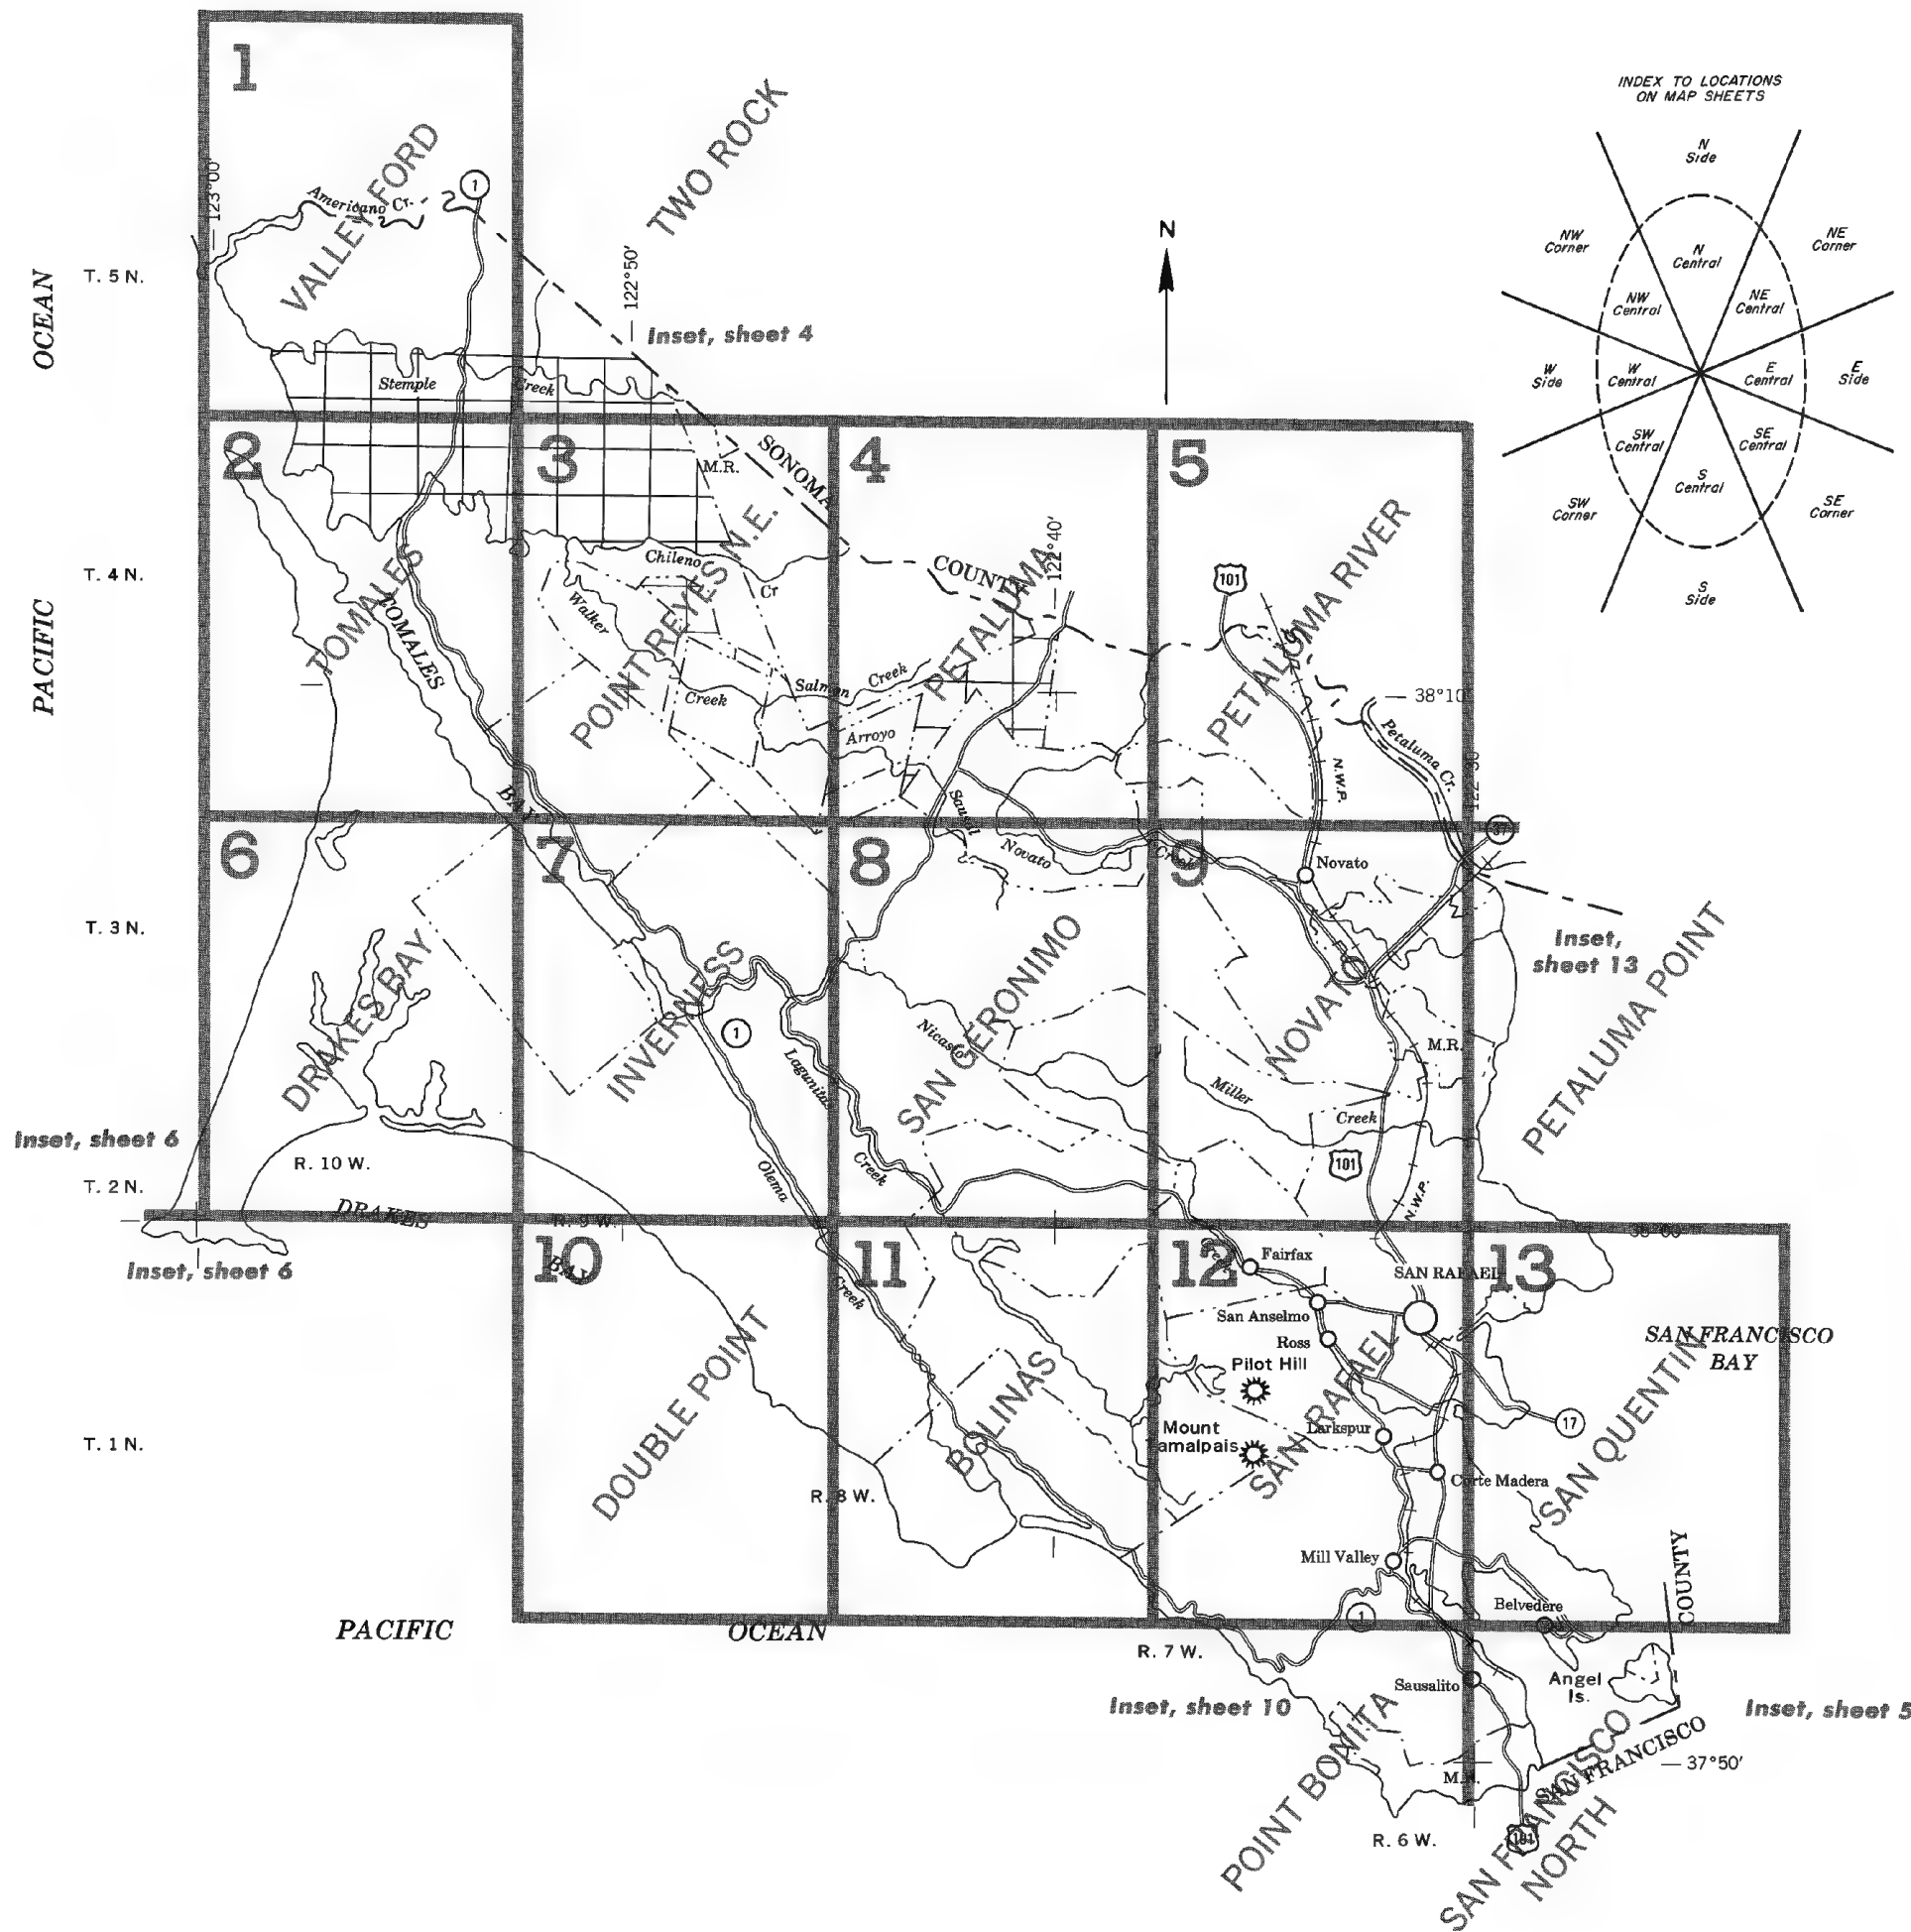 1
INDEX TO LOCATIONS
ON MAP SHEETS
N
Side
NW
Corner
N
Central
NE
Corner
NW
Central
NE
Central
W
Side
W
Central
E
Central
E
Side
SW
Central
SE
Central
S
Central
SW
Corner
SE
Corner
S
Side
VALLEY FORD
TWO ROCK
123°00'
Americano Cr.
1
122°50'
N
T. 5 N.
OCEAN
Inset, sheet 4
Stemple
Creek
2
3
4
5
M.R.
SONOMA
COUNTY
122°40'
T. 4 N.
PACIFIC
TOMALES
TOMALES
POINT REYES N.E.
PETALUMA
PETALUMA RIVER
101
Chileno
Cr
Walker
Creek
Salmon
Creek
Arroyo
38°10'
Petaluma Cr.
N.W.P.
122°30'
BAY
Sausal
37
6
7
8
9
Novato
Creek
Novato
T. 3 N.
DRAKES BAY
INVERNESS
SAN GERONIMO
NOVATO
PETALUMA POINT
Inset,
sheet 13
1
Nicasio
Lagunitas
Creek
M.R.
Miller
Creek
101
Inset, sheet 6
R. 10 W.
Olema
Creek
T. 2 N.
DRAKES
BAY
R. 9 W.
N.W.P.
38°00'
Inset, sheet 6
10
11
12
13
Creek
Fairfax
SAN RAFAEL
San Anselmo
Ross
Pilot Hill
SAN FRANCISCO
BAY
DOUBLE POINT
BOLINAS
SAN RAFAEL
SAN QUENTIN
T. 1 N.
Mount
Tamalpais
Larkspur
17
Corte Madera
R. 8 W.
Mill Valley
COUNTY
Belvedere
1
PACIFIC
OCEAN
R. 7 W.
Inset, sheet 10
Sausalito
Angel
Is.
Inset, sheet 5
POINT BONITA
M.R.
SAN FRANCISCO
37°50'
R. 6 W.
101
SAN FRANCISCO
NORTH